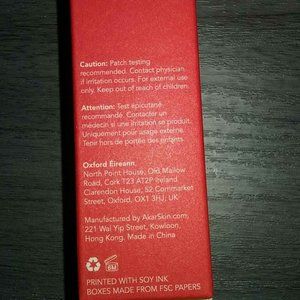 Caution: Patch testing
recommended. Contact physician
if irritation occurs. For external use
only. Keep out of reach of children.
Attention: Test épicutané
recommandé. Contacter un
médecin si une irritation se produit.
Uniquement pour usage externe.
Tenir hors de portée des enfants.
Oxford Éireann.
North Point House, Old Mallow
Road, Cork T23 AT2P Ireland
Clarendon House, 52 Cornmarket
Street, Oxford, OX1 3HJ, UK
Manufactured by AkarSkin.com,
221 Wai Yip Street, Kowloon,
Hong Kong. Made in China
6M
PRINTED WITH SOY INK
BOXES MADE FROM FSC PAPERS